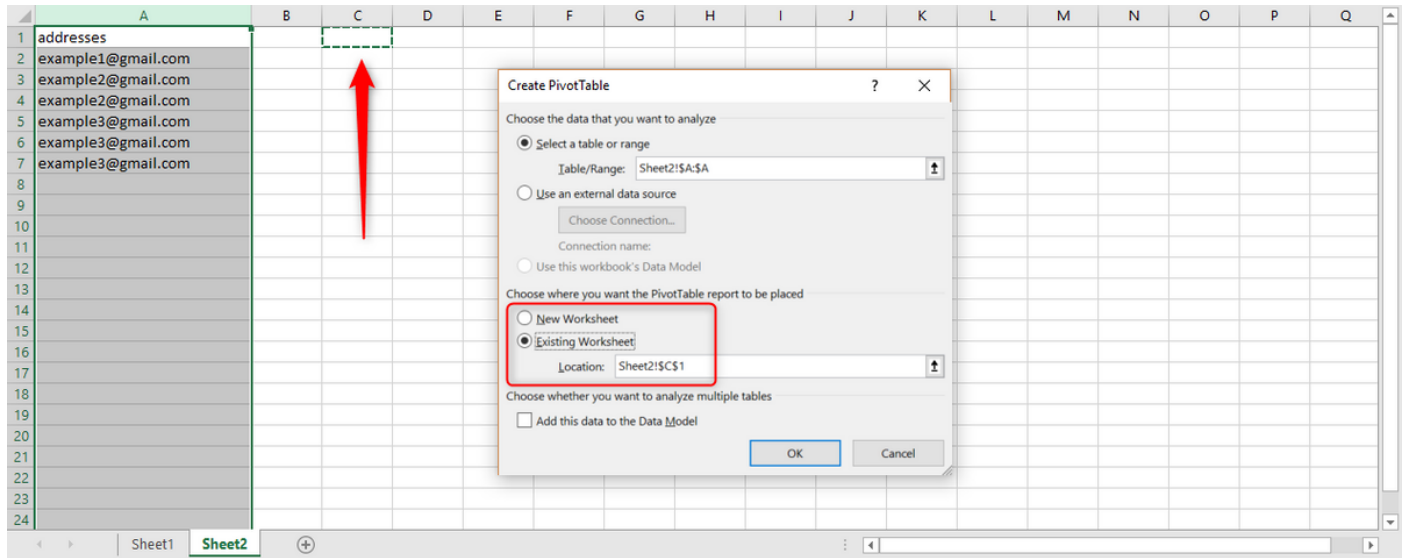 A B C D E F G H I J K L M N O P Q
1 addresses
2 example1@gmail.com
3 example2@gmail.com
4 example2@gmail.com
5 example3@gmail.com
6 example3@gmail.com
7 example3@gmail.com
8
9
10
11
12
13
14
15
16
17
18
19
20
21
22
23
24
Create PivotTable ?
Choose the data that you want to analyze
Select a table or range
Table/Range: Sheet2!$A:$A
Use an external data source
Choose Connection...
Connection name:
Use this workbook's Data Model
Choose where you want the PivotTable report to be placed
New Worksheet
Existing Worksheet
Location: Sheet2!$C$1
Choose whether you want to analyze multiple tables
Add this data to the Data Model
OK Cancel
Sheet1 Sheet2